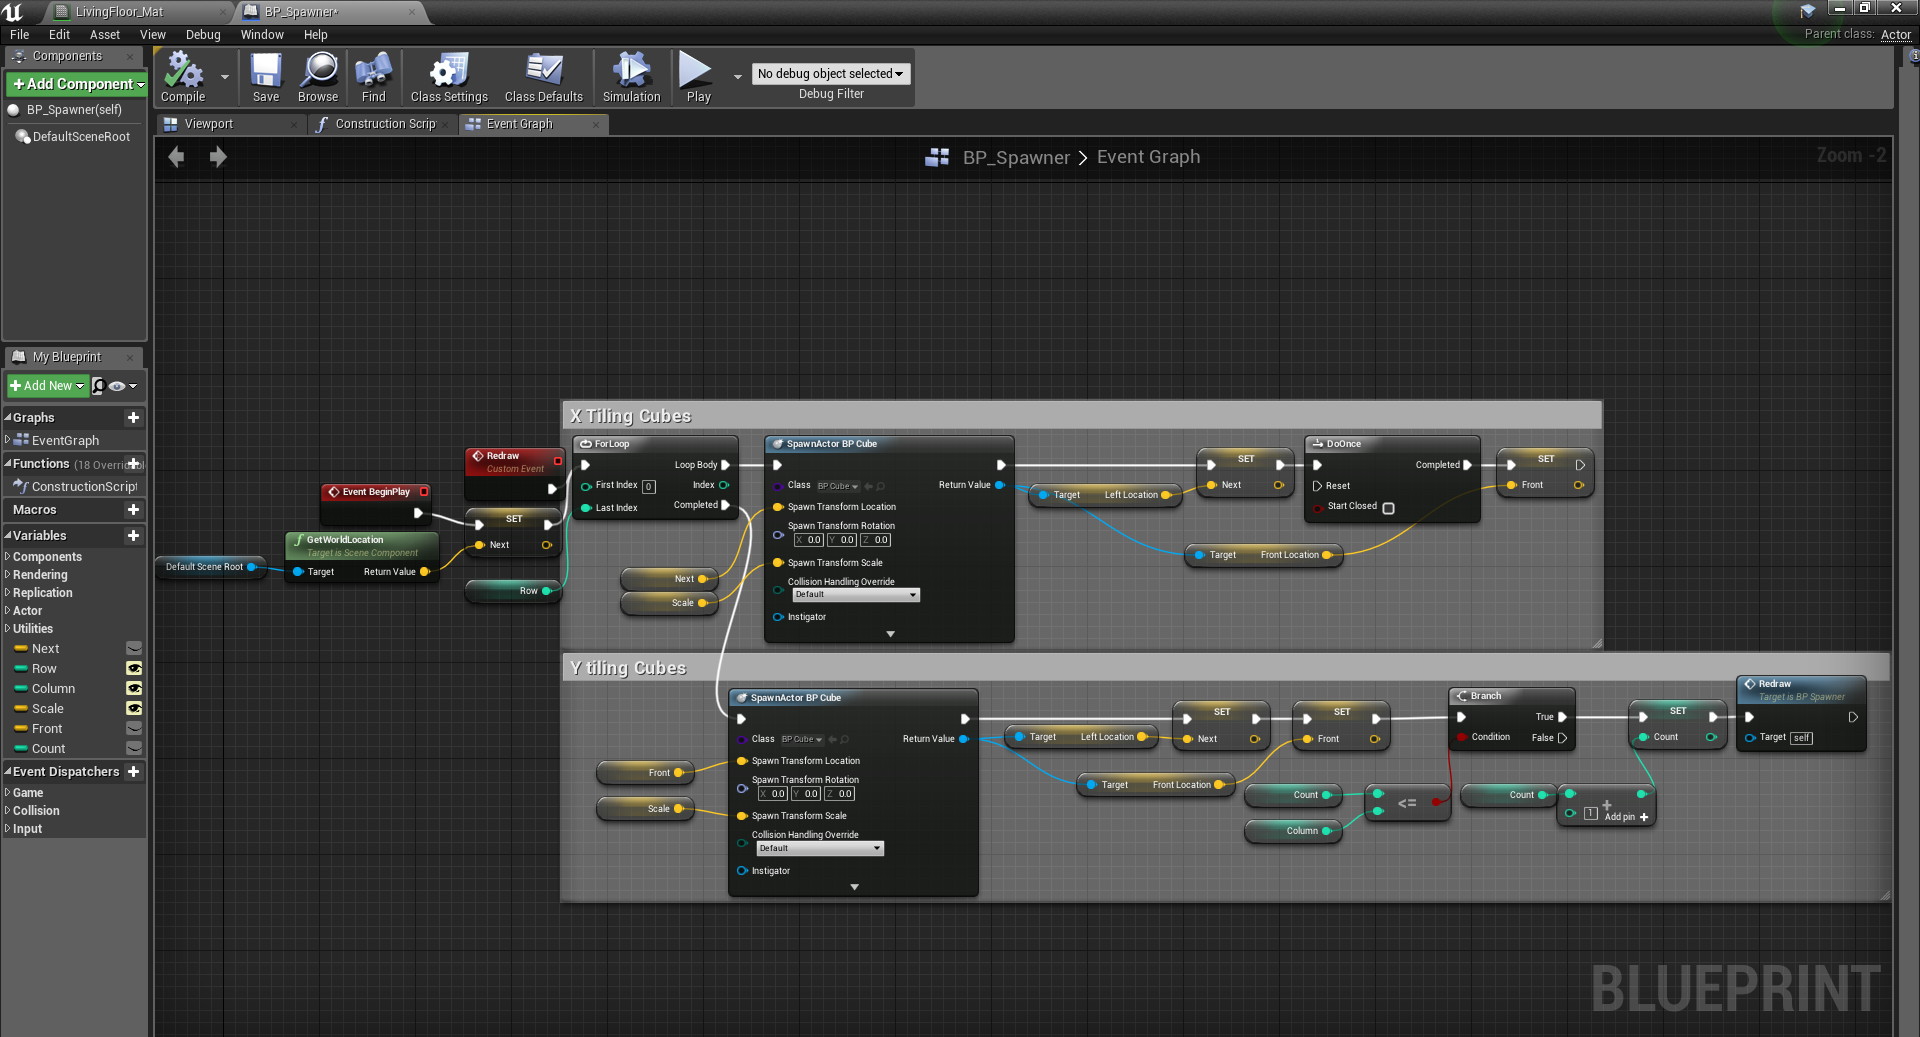 LivingFloor_Mat
BP_Spawner*
File Edit Asset View Debug Window Help
Parent class: Actor
Components
Add Component
BP_Spawner(self)
DefaultSceneRoot
Compile
Save
Browse
Find
Class Settings
Class Defaults
Simulation
Play
No debug object selected
Debug Filter
Viewport
Construction Scrip
Event Graph
BP_Spawner > Event Graph
Zoom -2
My Blueprint
Add New
Graphs
EventGraph
Functions (18 Overridable
ConstructionScript
Macros
Variables
Components
Rendering
Replication
Actor
Utilities
Next
Row
Column
Scale
Front
Count
Event Dispatchers
Game
Collision
Input
X Tiling Cubes
Redraw
Custom Event
Event BeginPlay
SET
Next
GetWorldLocation
Target is Scene Component
Target Return Value
Default Scene Root
Row
ForLoop
Loop Body
First Index 0 Index
Last Index Completed
Next
Scale
SpawnActor BP Cube
Class BP Cube Return Value
Spawn Transform Location
Spawn Transform Rotation
X 0.0 Y 0.0 Z 0.0
Spawn Transform Scale
Collision Handling Override
Default
Instigator
Target Left Location
SET
Next
DoOnce
Completed
Reset
Start Closed
Target Front Location
SET
Front
Y tiling Cubes
SpawnActor BP Cube
Class BP Cube Return Value
Spawn Transform Location
Spawn Transform Rotation
X 0.0 Y 0.0 Z 0.0
Spawn Transform Scale
Collision Handling Override
Default
Instigator
Front
Scale
Target Left Location
Target Front Location
SET
Next
SET
Front
Branch
True
Condition False
Count
Column
<=
Count
+
1 Add pin +
SET
Count
Redraw
Target is BP Spawner
Target self
BLUEPRINT